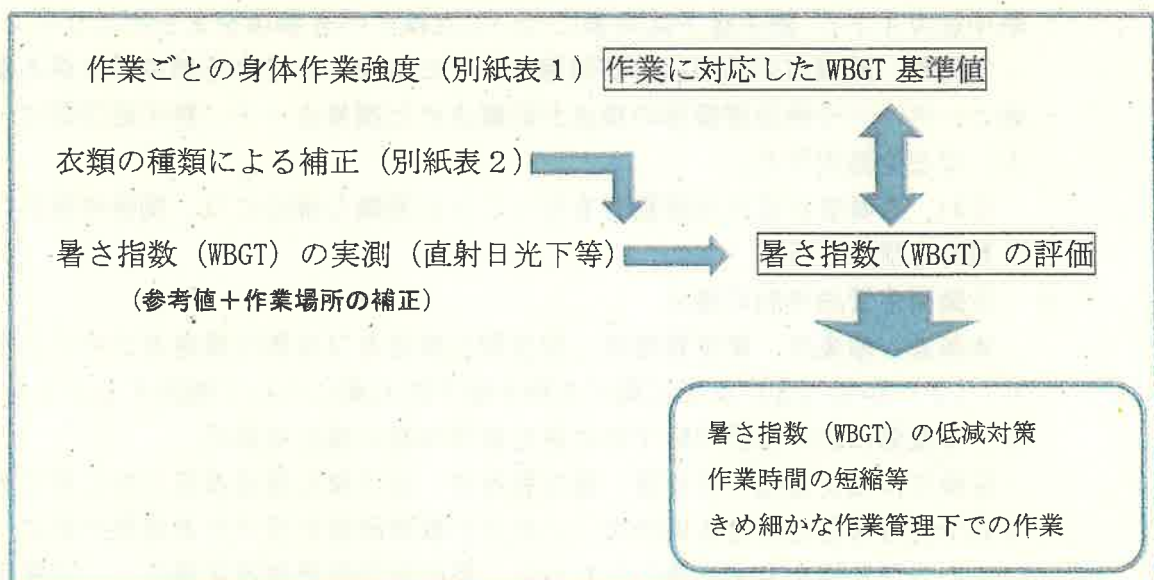 作業ごとの身体作業強度（別紙表１）作業に対応した WBGT 基準値
衣類の種類による補正（別紙表２）
暑さ指数（WBGT）の実測（直射日光下等） 暑さ指数（WBGT）の評価
（参考値＋作業場所の補正）
暑さ指数（WBGT）の低減対策
作業時間の短縮等
きめ細かな作業管理下での作業